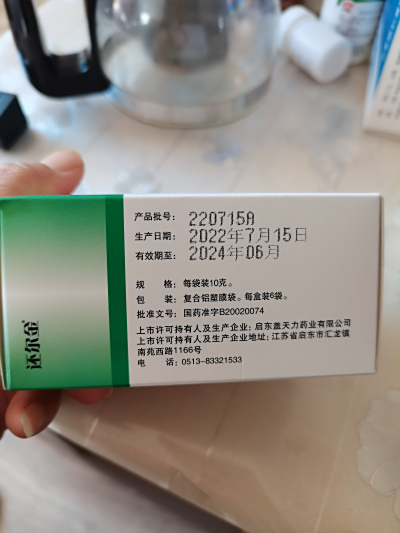 产品批号: 220715A
生产日期: 2022年7月15日
有效期至: 2024年06月
规 格: 每袋装10克。
包 装: 复合铝塑膜袋。每盒装6袋。
批准文号: 国药准字B20020074
上市许可持有人及生产企业: 启东盖天力药业有限公司
上市许可持有人及生产企业地址: 江苏省启东市汇龙镇
南苑西路1166号
电 话: 0513-83321533
还尔金